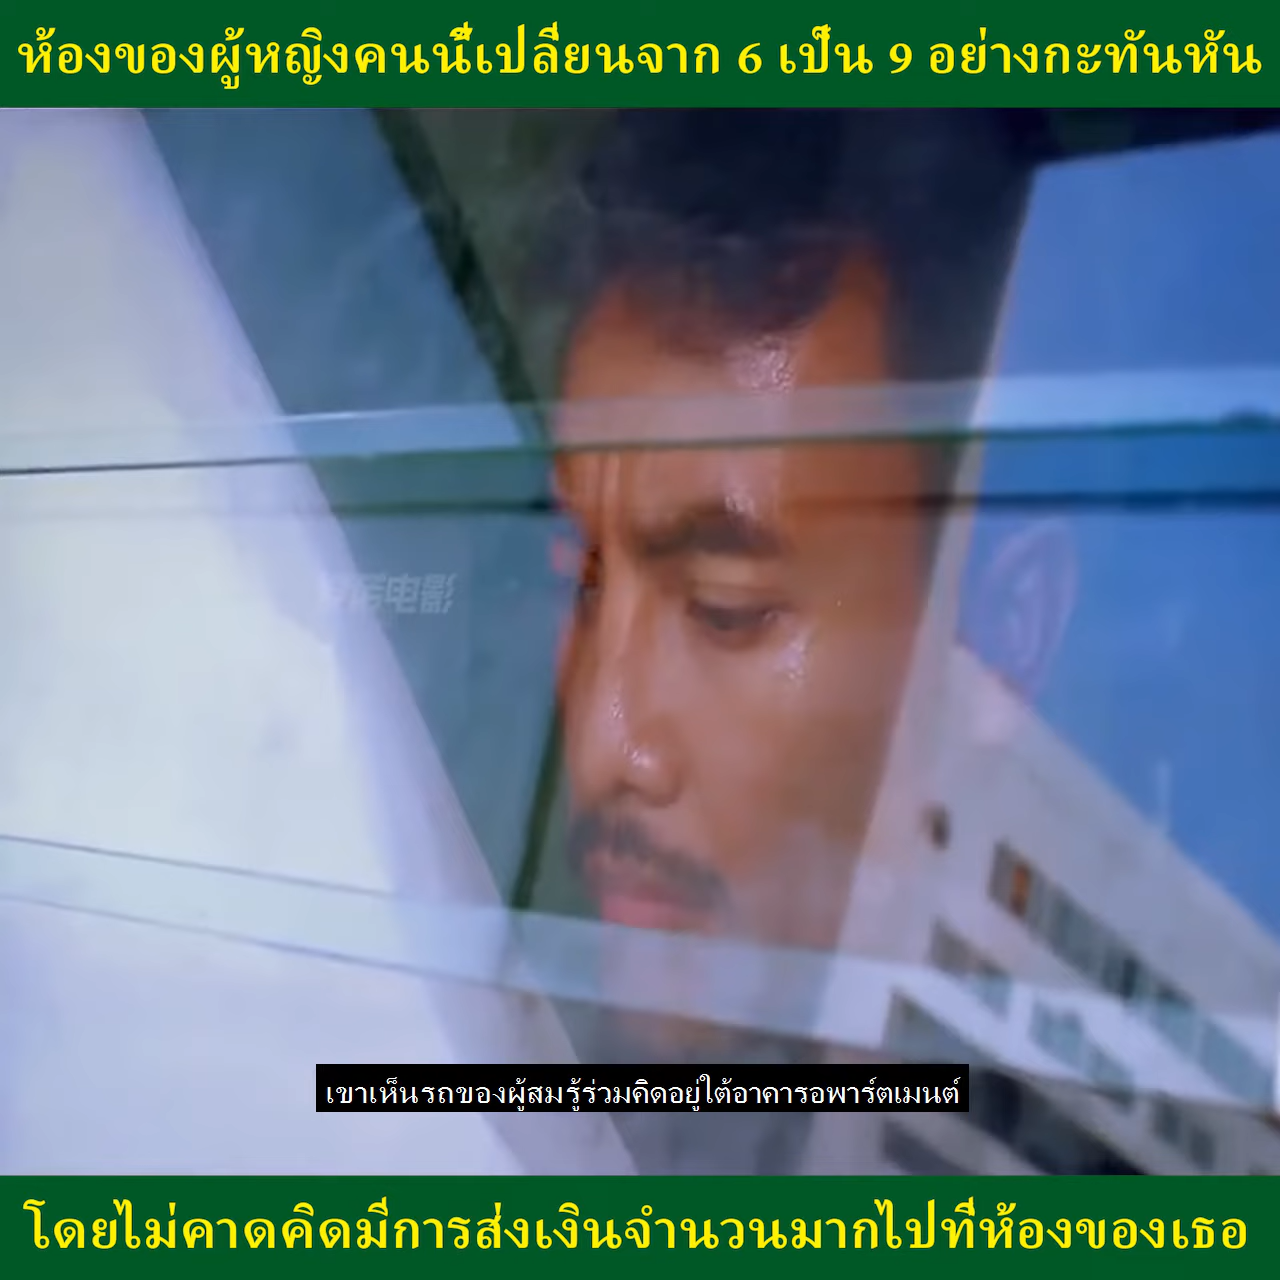 ห้องของผู้หญิงคนนี้เปลี่ยนจาก 6 เป็น 9 อย่างกะทันหัน
电影
เขาเห็นรถของผู้สมรู้ร่วมคิดอยู่ใต้อาคารอพาร์ตเมนต์
โดยไม่คาดคิดมีการส่งเงินจำนวนมากไปที่ห้องของเธอ